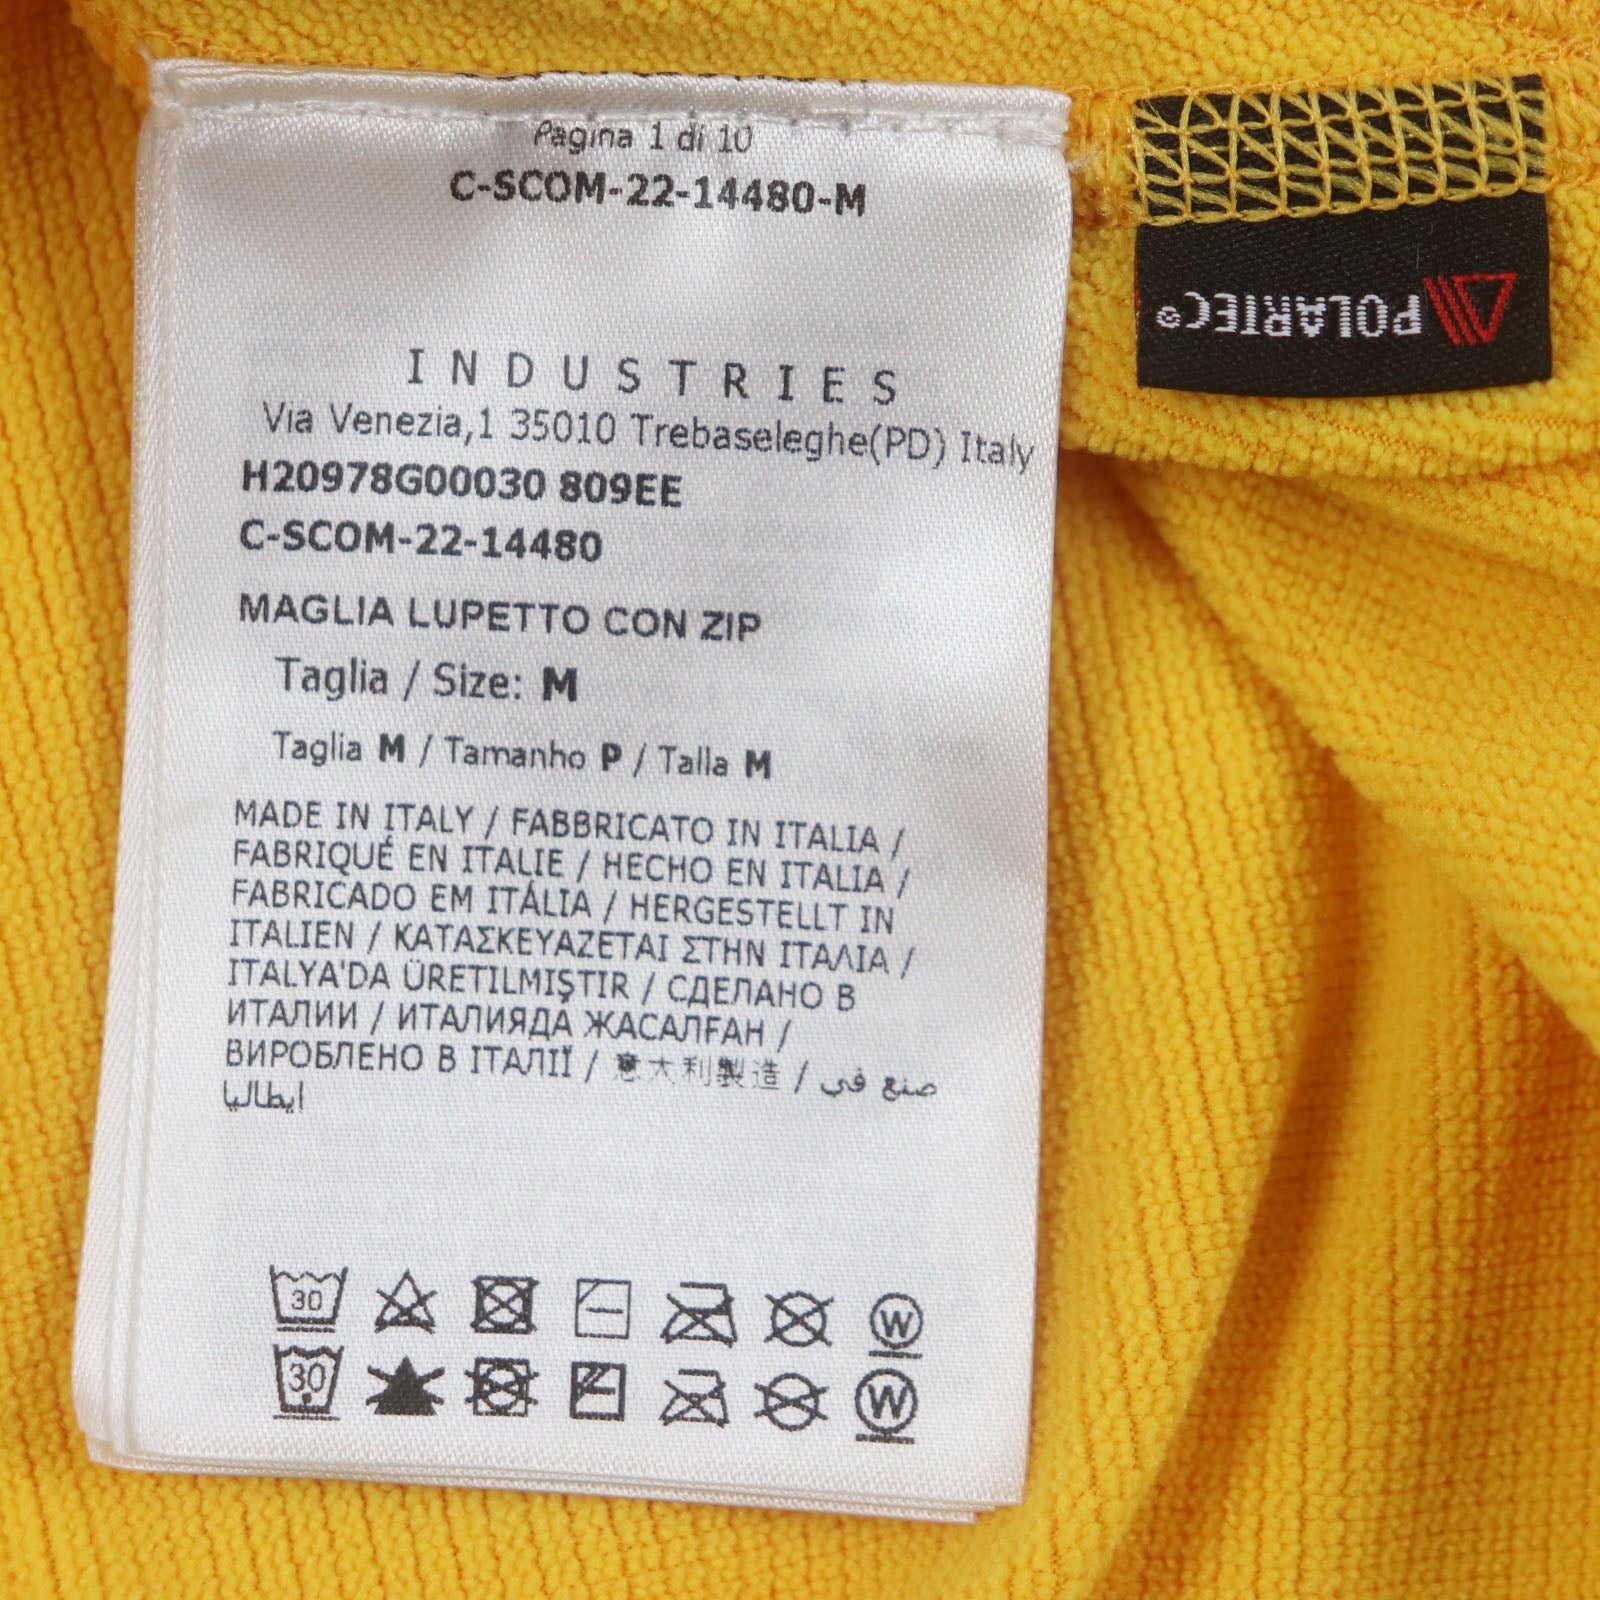 Pagina 1 di 10
C-SCOM-22-14480-M
INDUSTRIES
Via Venezia,1 35010 Trebaseleghe(PD) Italy
H20978G00030 809EE
C-SCOM-22-14480
MAGLIA LUPETTO CON ZIP
Taglia / Size: M
Taglia M / Tamanho P / Talla M
MADE IN ITALY / FABBRICATO IN ITALIA /
FABRIQUÉ EN ITALIE / HECHO EN ITALIA /
FABRICADO EM ITÁLIA / HERGESTELLT IN
ITALIEN / ΚΑΤΑΣΚΕΥΑΖΕΤΑΙ ΣΤΗΝ ΙΤΑΛΙΑ /
ITALYA'DA ÜRETILMIŞTIR / СДЕЛАНО В
ИТАЛИИ / ИТАЛИЯДА ЖАСАЛҒАН /
ВИРОБЛЕНО В ІТАЛІЇ / 意大利製造 / صنع في
ايطاليا
30 W
30 W
POLARTEC®